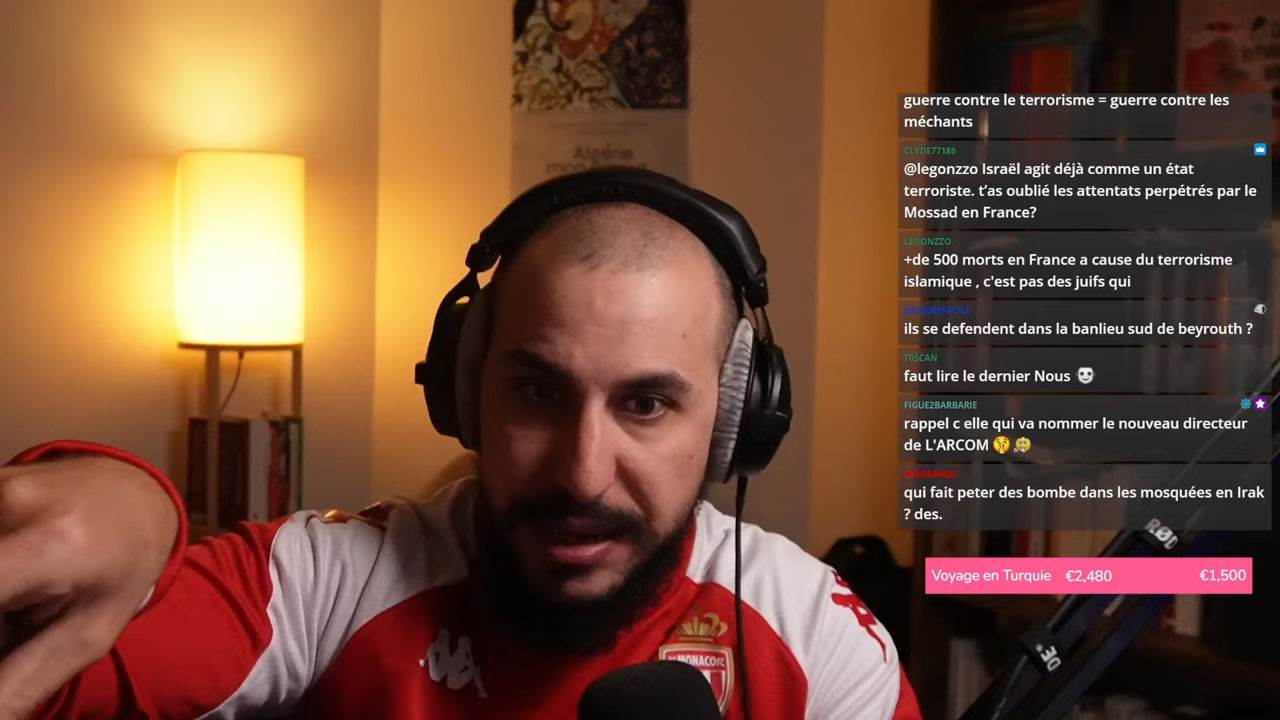 Algérie
guerre contre le terrorisme = guerre contre les
méchants
CLYDE77186
@legonzzo Israël agit déjà comme un état
terroriste. t'as oublié les attentats perpétrés par le
Mossad en France?
LEGONZZO
+de 500 morts en France a cause du terrorisme
islamique , c'est pas des juifs qui
ils se defendent dans la banlieu sud de beyrouth ?
T0SCAN
faut lire le dernier Nous
FIGUE2BARBARIE
rappel c elle qui va nommer le nouveau directeur
de L'ARCOM
qui fait peter des bombe dans les mosquées en Irak
? des.
RØDE
Voyage en Turquie €2,480 €1,500
MONACO FC